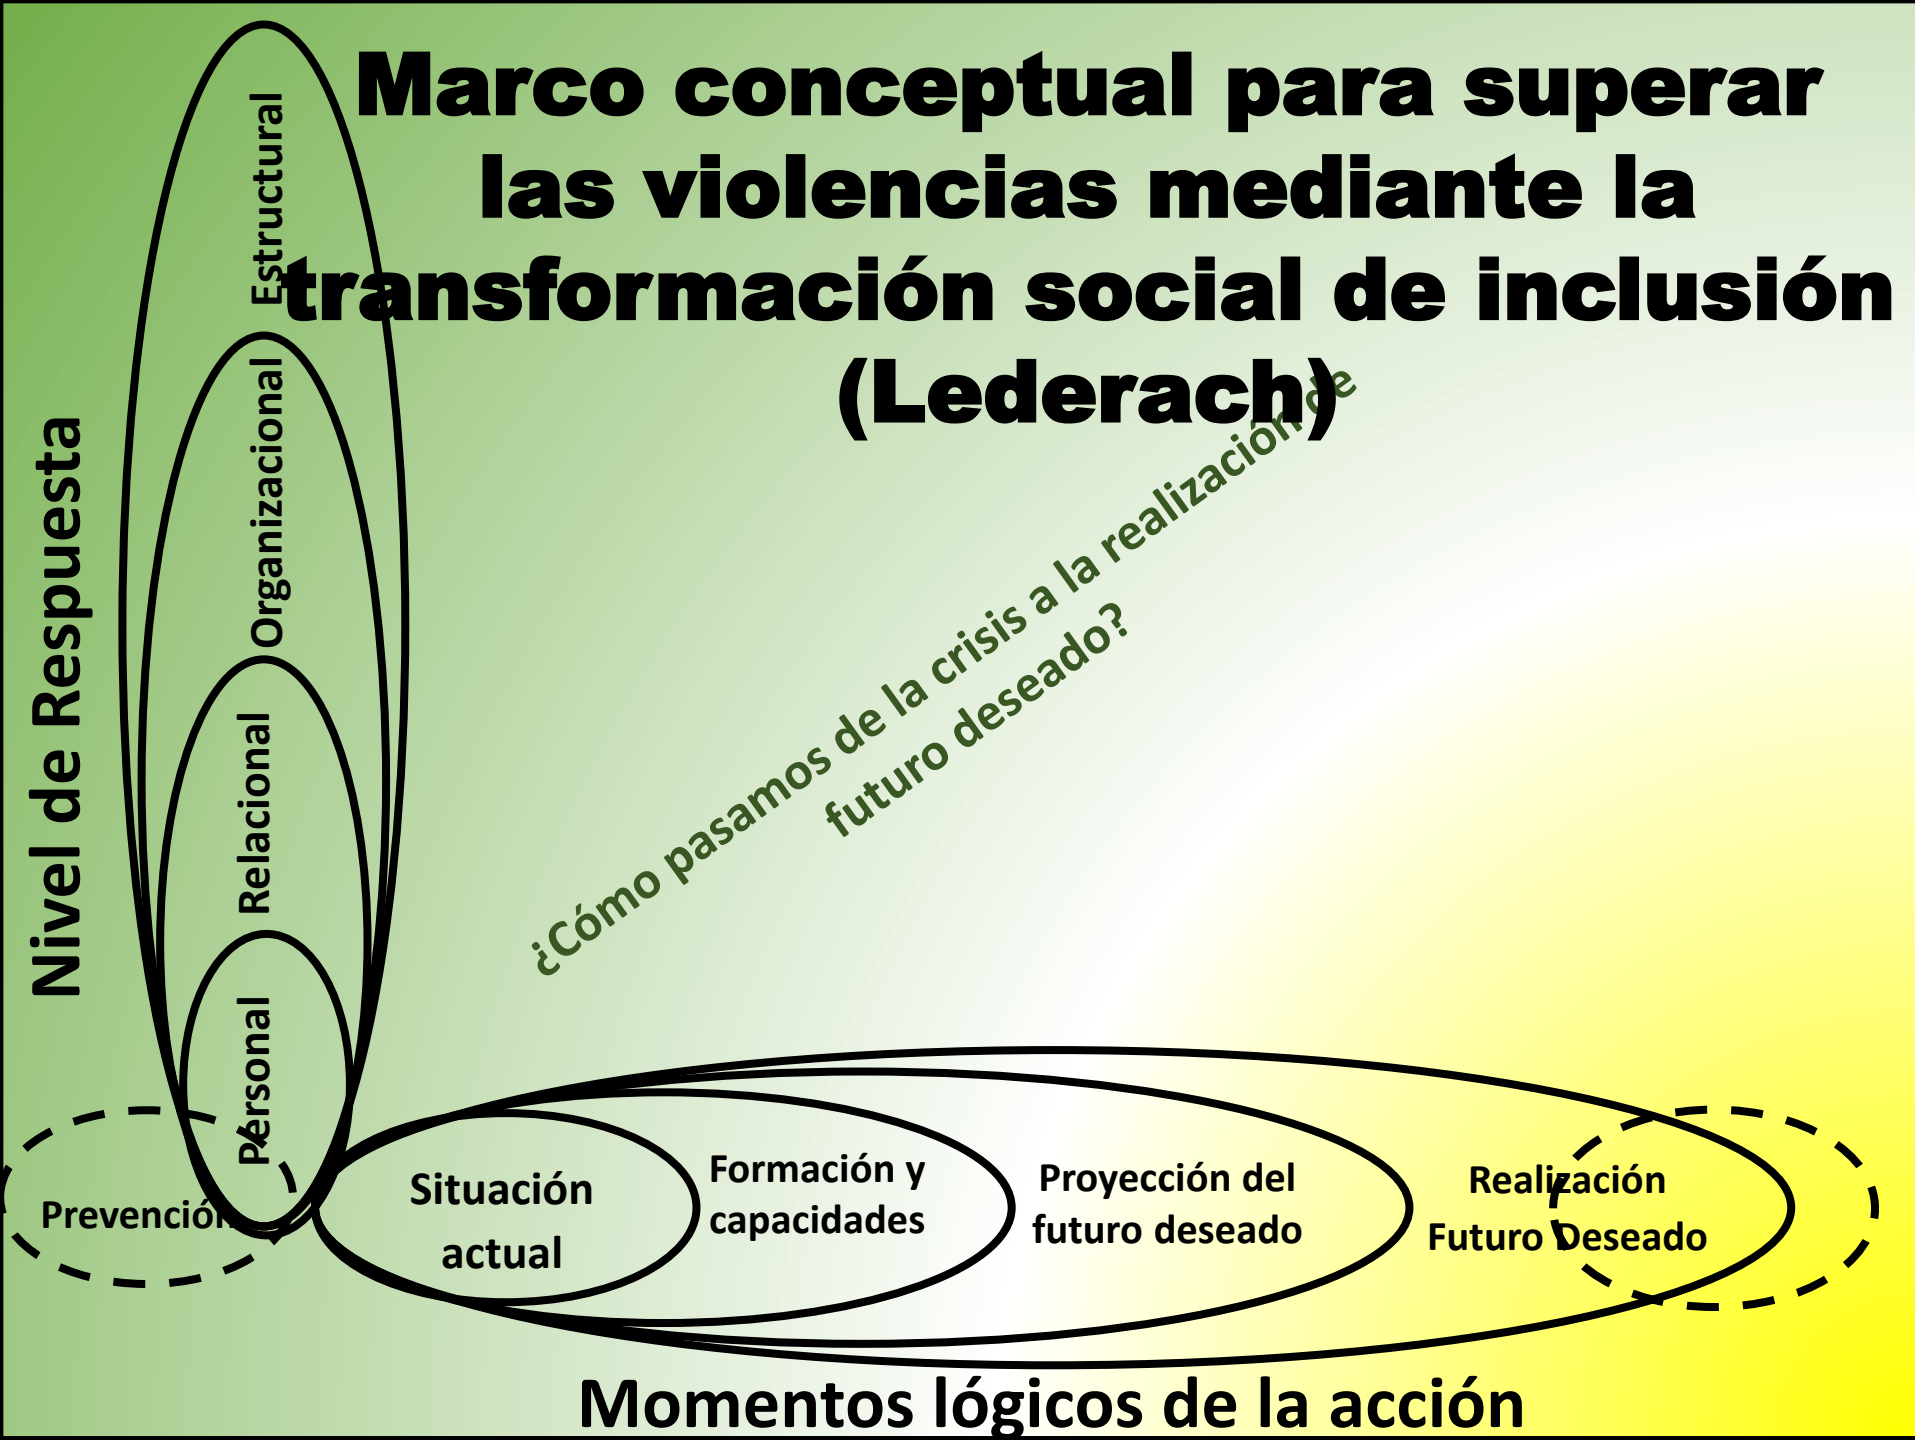 Marco conceptual para superar
las violencias mediante la
transformación social de inclusión
(Lederach)
Nivel de Respuesta
Estructural
Organizacional
Relacional
Personal
¿Cómo pasamos de la crisis a la realización de
futuro deseado?
Prevención
Situación
actual
Formación y
capacidades
Proyección del
futuro deseado
Realización
Futuro Deseado
Momentos lógicos de la acción